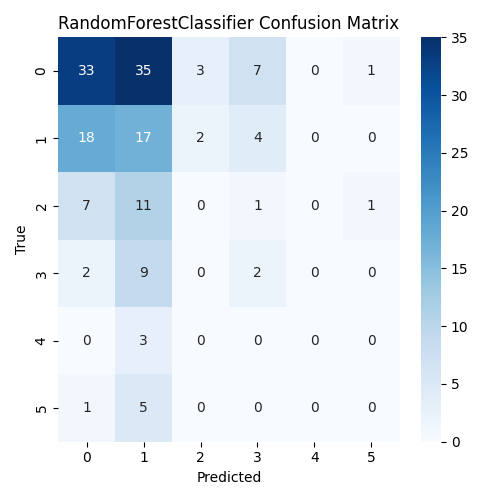 RandomForestClassifier Confusion Matrix
0 33 35 3 7 0 1
1 18 17 2 4 0 0
2 7 11 0 1 0 1
3 2 9 0 2 0 0
4 0 3 0 0 0 0
5 1 5 0 0 0 0
0 1 2 3 4 5
Predicted
True
35
30
25
20
15
10
5
0